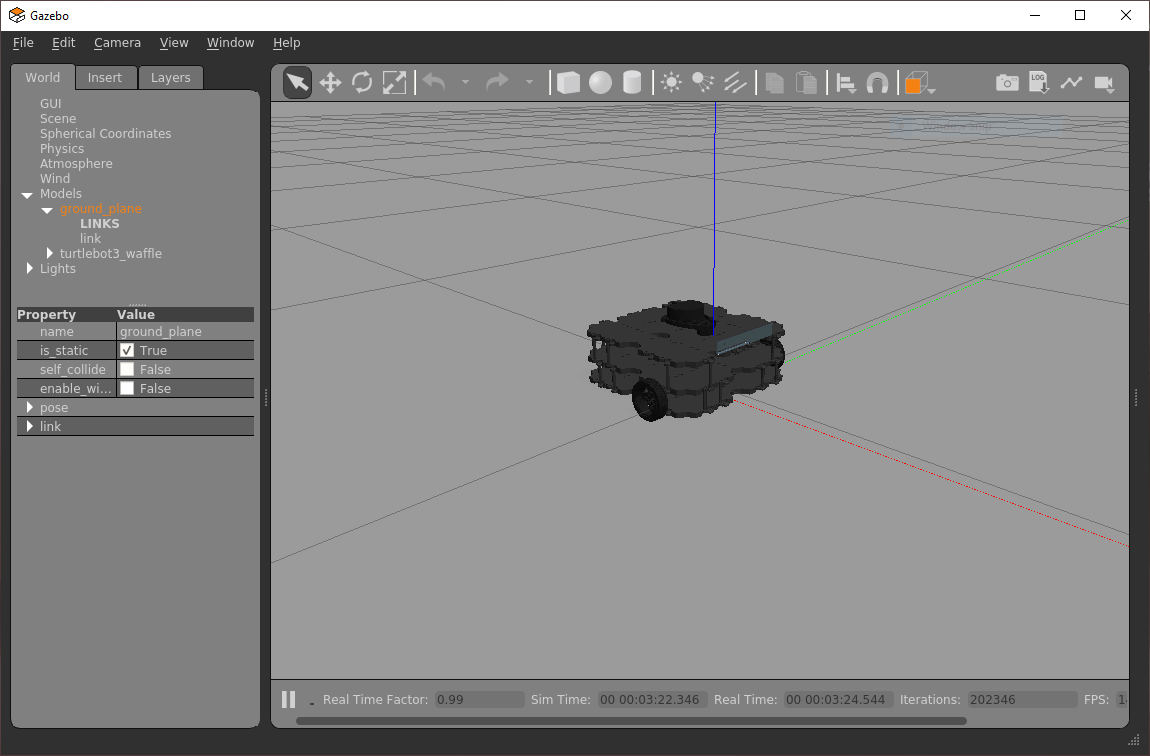 Gazebo
File Edit Camera View Window Help
World Insert Layers
GUI
Scene
Spherical Coordinates
Physics
Atmosphere
Wind
Models
ground_plane
LINKS
link
turtlebot3_waffle
Lights
Property Value
name ground_plane
is_static True
self_collide False
enable_wi... False
pose
link
LOG
Real Time Factor: 0.99 Sim Time: 00 00:03:22.346 Real Time: 00 00:03:24.544 Iterations: 202346 FPS: